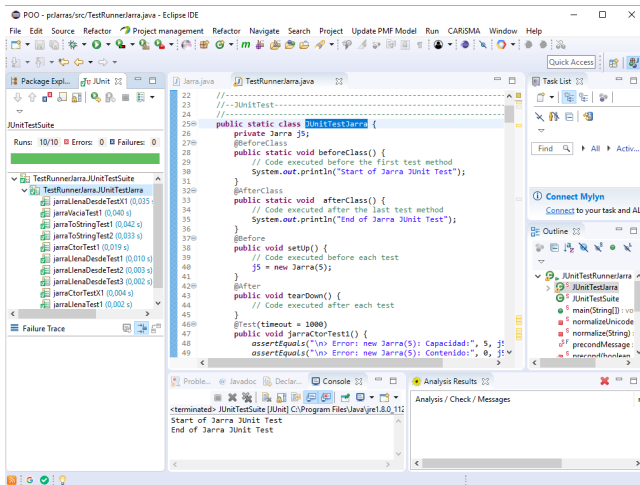 POO - prJarras/src/TestRunnerJarra.java - Eclipse IDE
File Edit Source Refactor Project management Refactor Navigate Search Project Update PMF Model Run CARiSMA Window Help
Quick Access
Package Expl... JUnit
JUnitTestSuite
Runs: 10/10 Errors: 0 Failures: 0
TestRunnerJarra.JUnitTestSuite
TestRunnerJarra.JUnitTestJarra
jarraLlenaDesdeTestX1 (0,035 s)
jarraVaciaTest1 (0,040 s)
jarraToStringTest1 (0,042 s)
jarraToStringTest2 (0,033 s)
jarraCtorTest1 (0,019 s)
jarraLlenaDesdeTest1 (0,010 s)
jarraLlenaDesdeTest2 (0,003 s)
jarraLlenaDesdeTest3 (0,002 s)
jarraCtorTestX1 (0,004 s)
jarraLlenaTest1 (0,002 s)
Failure Trace
Jarra.java TestRunnerJarra.java
22 //--------------------------------------------------
23 //--JUnitTest---------------------------------------
24 //--------------------------------------------------
25 public static class JUnitTestJarra {
26 private Jarra j5;
27 @BeforeClass
28 public static void beforeClass() {
29 // Code executed before the first test method
30 System.out.println("Start of Jarra JUnit Test");
31 }
32 @AfterClass
33 public static void afterClass() {
34 // Code executed after the last test method
35 System.out.println("End of Jarra JUnit Test");
36 }
37 @Before
38 public void setUp() {
39 // Code executed before each test
40 j5 = new Jarra(5);
41 }
42 @After
43 public void tearDown() {
44 // Code executed after each test
45 }
46 @Test(timeout = 1000)
47 public void jarraCtorTest1() {
48 assertEquals("\n> Error: new Jarra(5): Capacidad:", 5, j5
49 assertEquals("\n> Error: new Jarra(5): Contenido:", 0, j5
Task List
Find All Activ...
Connect Mylyn
Connect to your task and AL
Outline
JUnitTestRunnerJarra
JUnitTestJarra
JUnitTestSuite
main(String[]) : vo
normalizeUnicode
normalize(String) :
precondMessage :
precond(boolean
Proble... Javadoc Declar... Console
<terminated> JUnitTestSuite [JUnit] C:\Program Files\Java\jre1.8.0_112
Start of Jarra JUnit Test
End of Jarra JUnit Test
Analysis Results
Analysis / Check / Messages